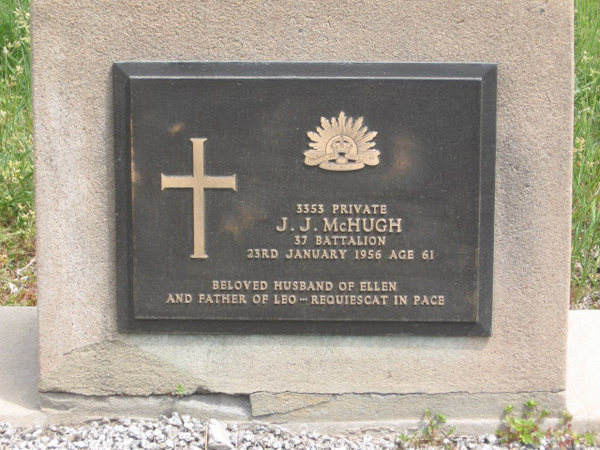 3353 PRIVATE
J. J. McHUGH
37 BATTALION
23RD JANUARY 1956 AGE 61
BELOVED HUSBAND OF ELLEN
AND FATHER OF LEO – REQUIESCAT IN PACE